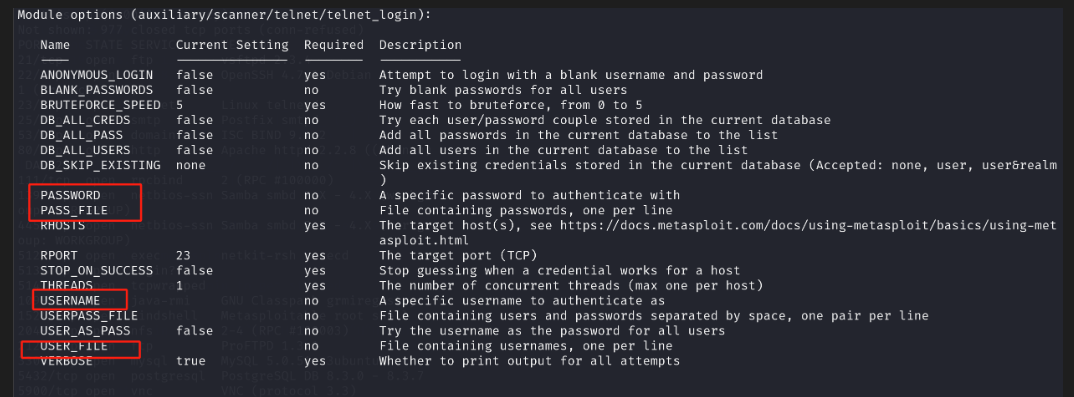 Module options (auxiliary/scanner/telnet/telnet_login):
Name Current Setting Required Description
ANONYMOUS_LOGIN false yes Attempt to login with a blank username and password
BLANK_PASSWORDS false no Try blank passwords for all users
BRUTEFORCE_SPEED 5 yes How fast to bruteforce, from 0 to 5
DB_ALL_CREDS false no Try each user/password couple stored in the current database
DB_ALL_PASS false no Add all passwords in the current database to the list
DB_ALL_USERS false no Add all users in the current database to the list
DB_SKIP_EXISTING none no Skip existing credentials stored in the current database (Accepted: none, user, user&realm
)
PASSWORD no A specific password to authenticate with
PASS_FILE no File containing passwords, one per line
RHOSTS yes The target host(s), see https://docs.metasploit.com/docs/using-metasploit/basics/using-met
asploit.html
RPORT 23 yes The target port (TCP)
STOP_ON_SUCCESS false yes Stop guessing when a credential works for a host
THREADS 1 yes The number of concurrent threads (max one per host)
USERNAME no A specific username to authenticate as
USERPASS_FILE no File containing users and passwords separated by space, one pair per line
USER_AS_PASS false no Try the username as the password for all users
USER_FILE no File containing usernames, one per line
VERBOSE true yes Whether to print output for all attempts